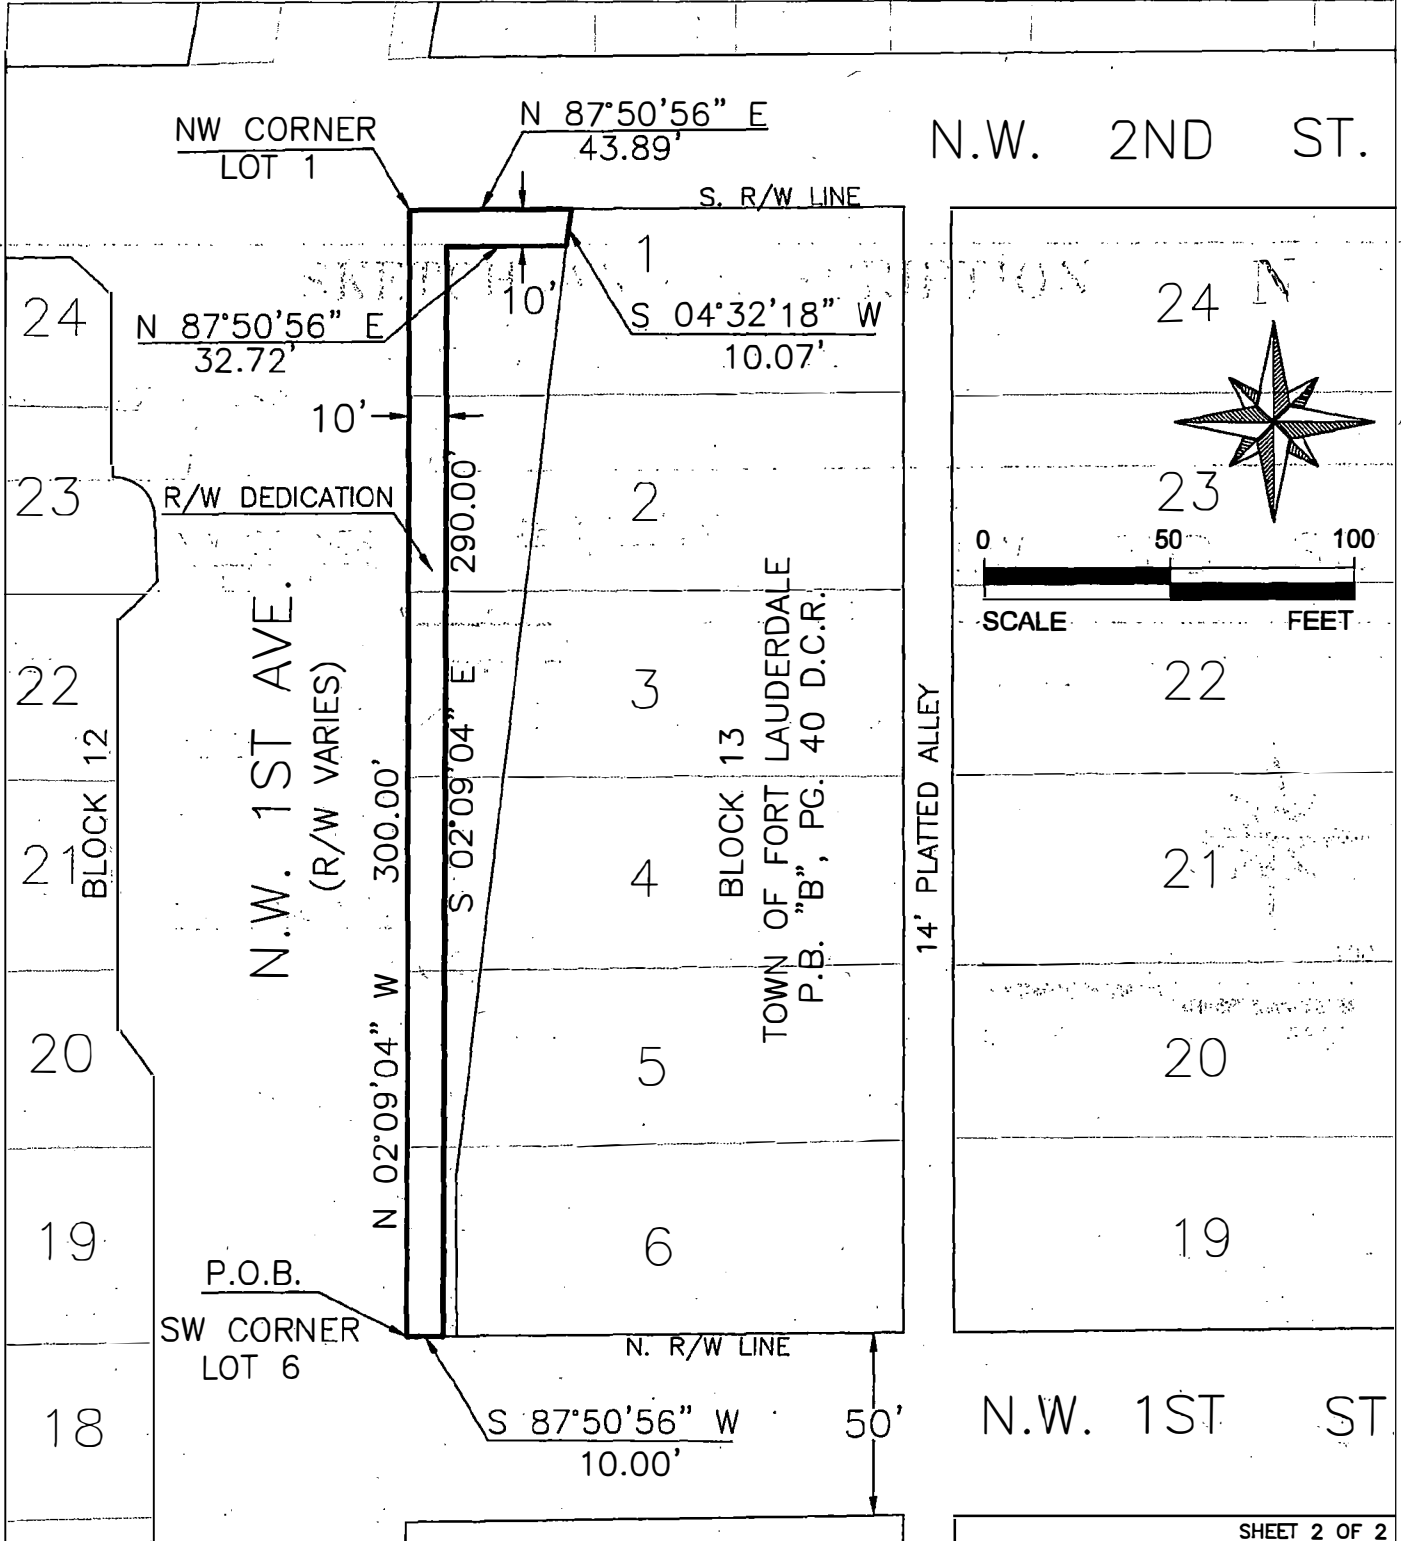 N 87°50'56" E
43.89'
NW CORNER
LOT 1
N.W. 2ND ST.
S. R/W LINE
1
24
N 87°50'56" E
32.72'
10'
S 04°32'18" W
10.07'
24
N
10'
R/W DEDICATION
23
2
23
290.00'
S 02°09'04" E
0 50 100
SCALE FEET
N.W. 1ST AVE.
(R/W VARIES)
N 02°09'04" W 300.00'
22
3
22
BLOCK 12
BLOCK 13
TOWN OF FORT LAUDERDALE
P.B. "B", PG. 40 D.C.R.
14' PLATTED ALLEY
21
4
21
20
5
20
19
6
19
P.O.B.
SW CORNER
LOT 6
N. R/W LINE
18
S 87°50'56" W
10.00'
50'
N.W. 1ST ST
SHEET 2 OF 2